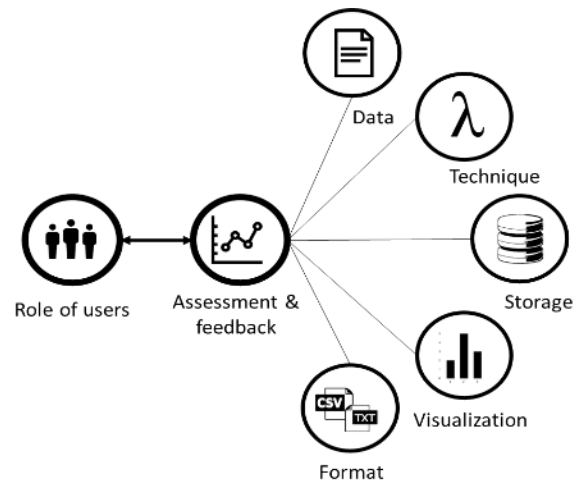 Data
λ
Technique
Role of users
Assessment &
feedback
Storage
Visualization
CSV
TXT
Format